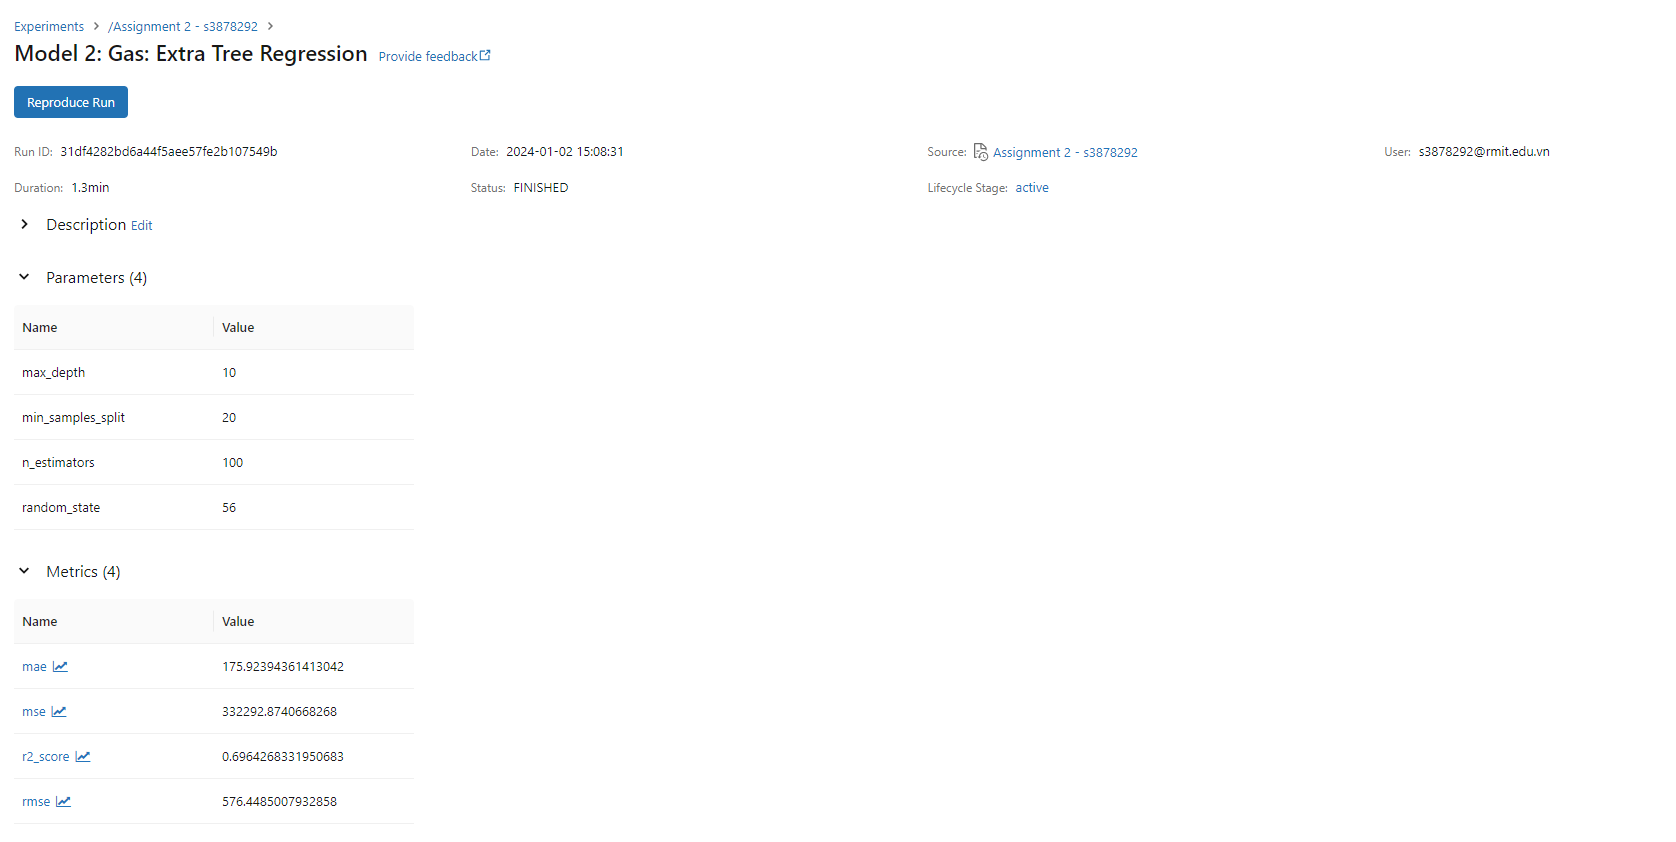 Experiments > /Assignment 2 - s3878292 >
Model 2: Gas: Extra Tree Regression Provide feedback
Reproduce Run
Run ID: 31df4282bd6a44f5aee57fe2b107549b Date: 2024-01-02 15:08:31 Source: Assignment 2 - s3878292 User: s3878292@rmit.edu.vn
Duration: 1.3min Status: FINISHED Lifecycle Stage: active
Description Edit
Parameters (4)
Name Value
max_depth 10
min_samples_split 20
n_estimators 100
random_state 56
Metrics (4)
Name Value
mae 175.92394361413042
mse 332292.8740668268
r2_score 0.6964268331950683
rmse 576.4485007932858